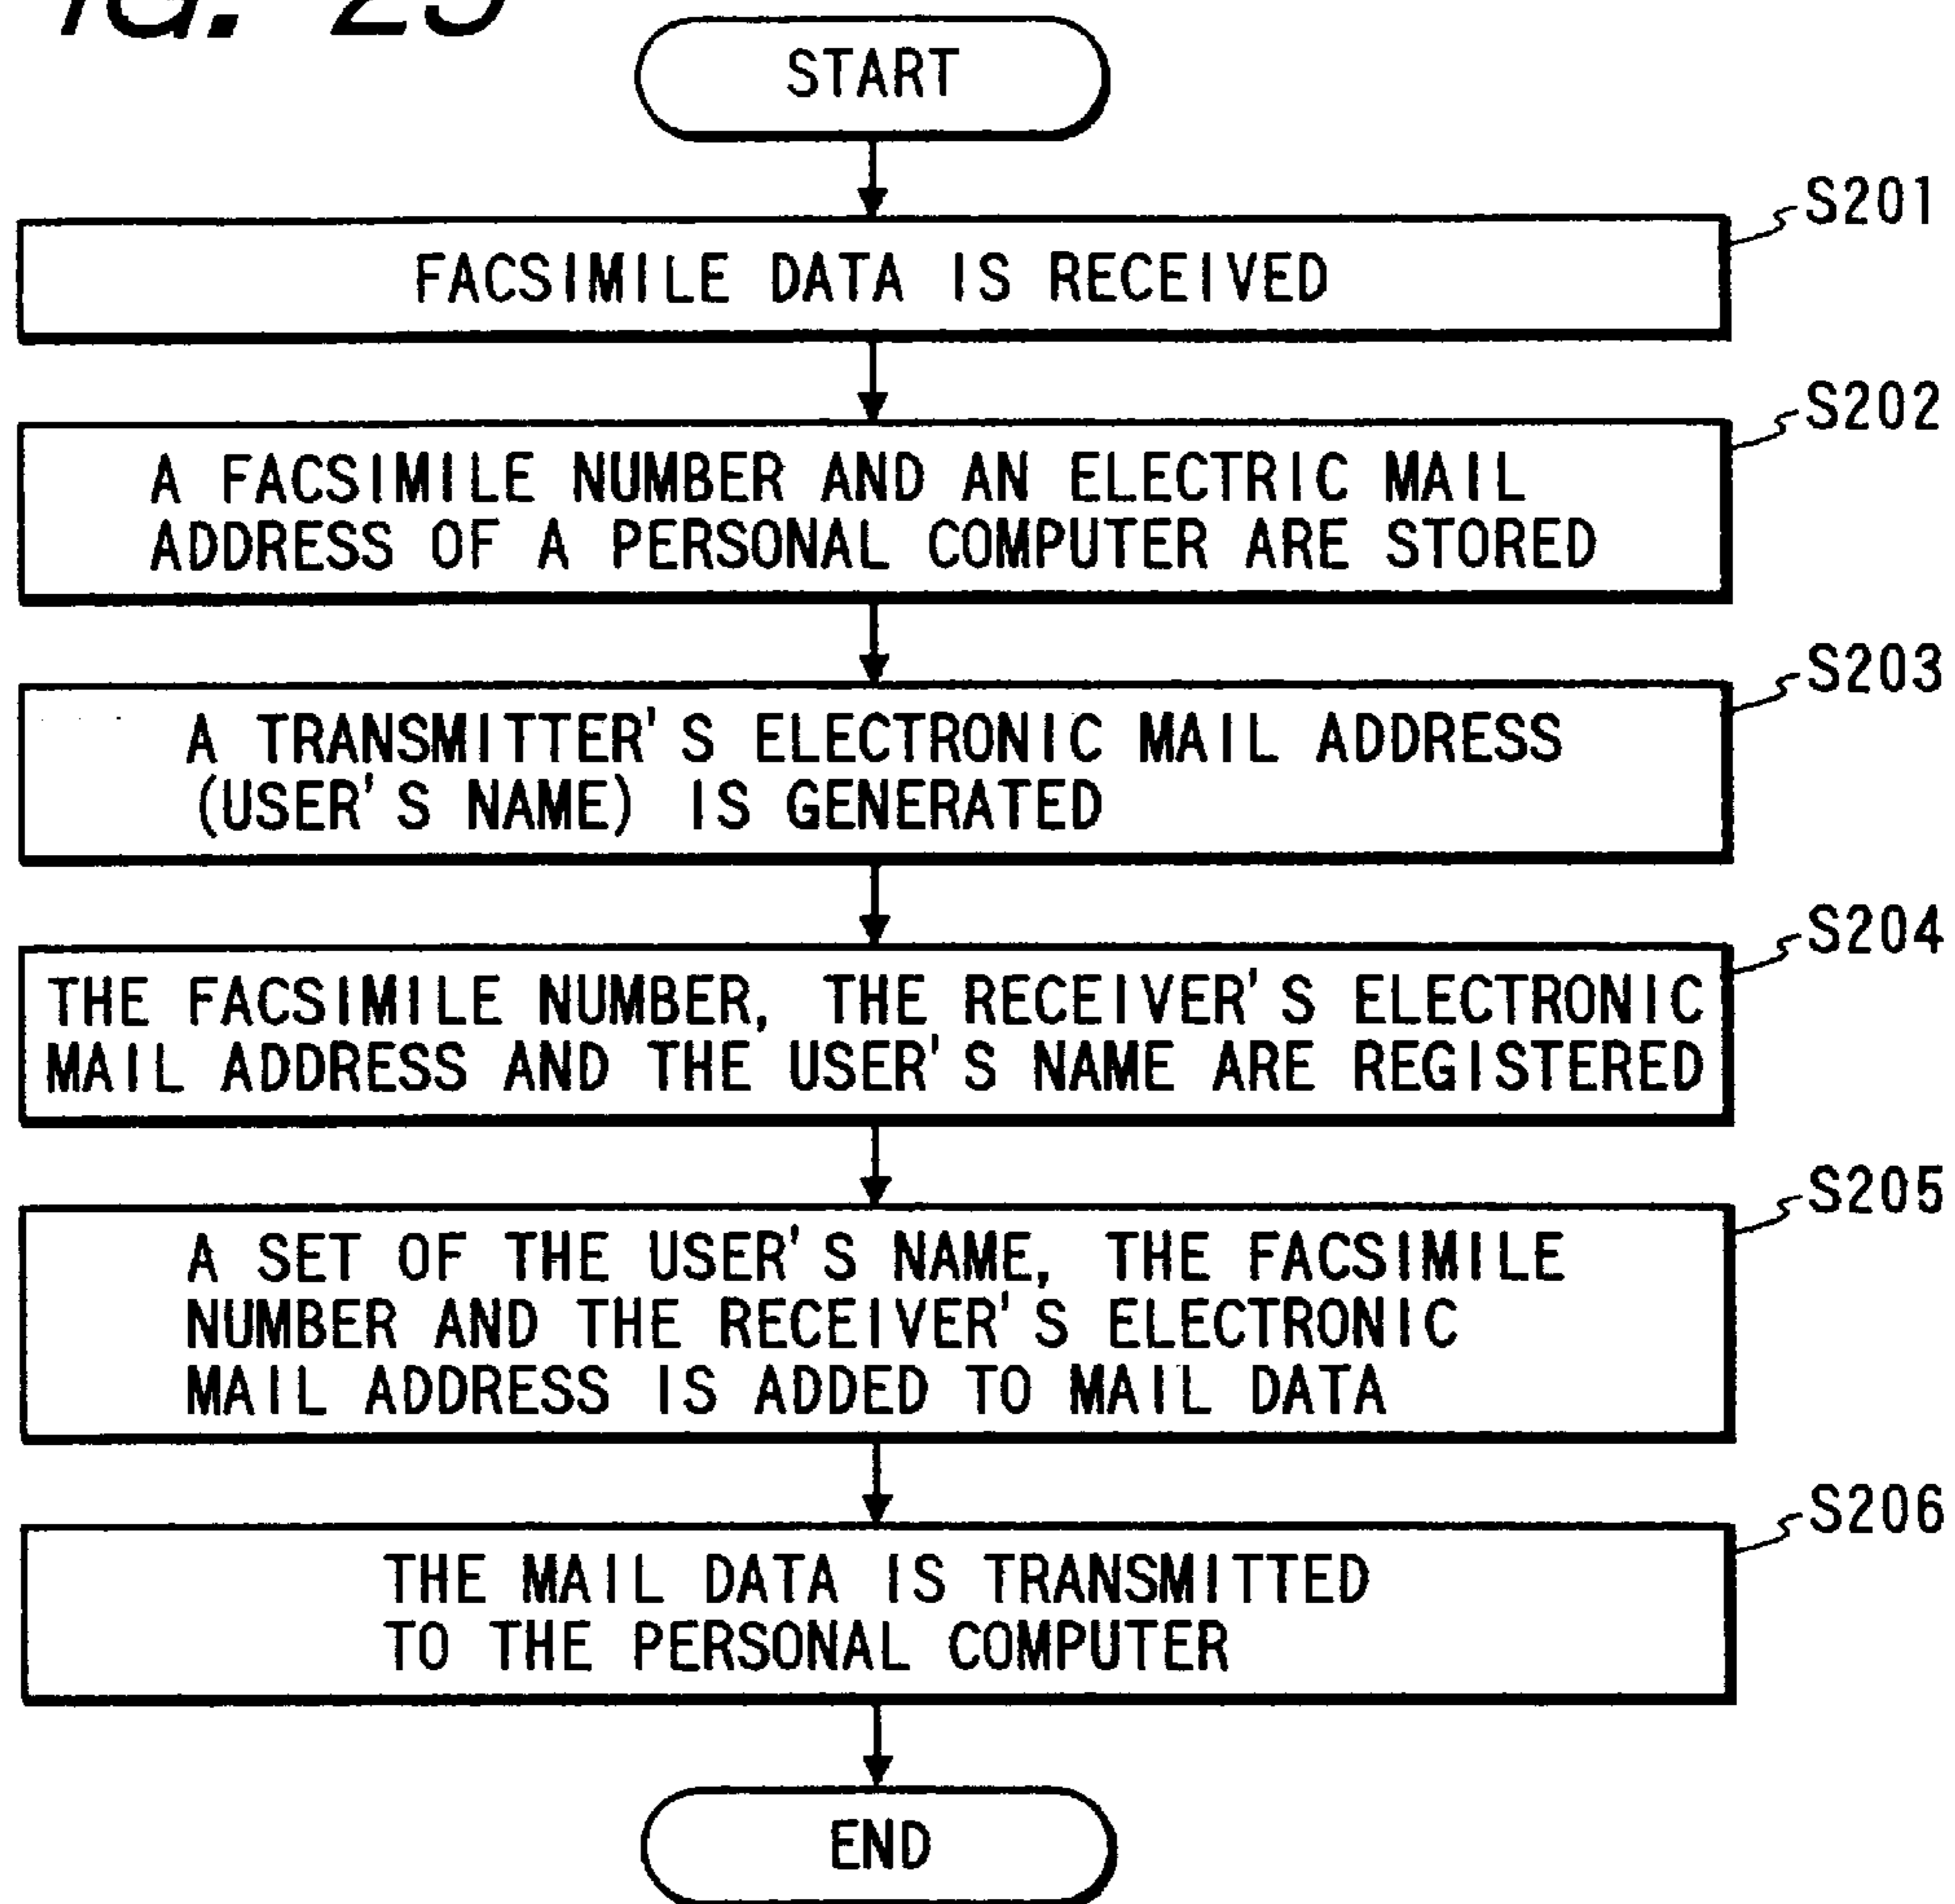 FIG.
START
S201
FACSIMILE DATA IS RECEIVED
S202
A FACSIMILE NUMBER AND AN ELECTRIC MAIL
ADDRESS OF A PERSONAL COMPUTER ARE STORED
S203
A TRANSMITTER'S ELECTRONIC MAIL ADDRESS
(USER'S NAME) IS GENERATED
S204
THE FACSIMILE NUMBER, THE RECEIVER'S ELECTRONIC
MAIL ADDRESS AND THE USER'S NAME ARE REGISTERED
S205
A SET OF THE USER'S NAME, THE FACSIMILE
NUMBER AND THE RECEIVER'S ELECTRONIC
MAIL ADDRESS IS ADDED TO MAIL DATA
S206
THE MAIL DATA IS TRANSMITTED
TO THE PERSONAL COMPUTER
END